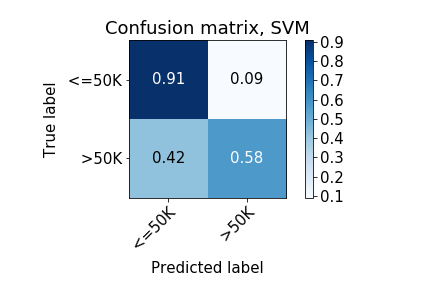 Confusion matrix, SVM
True label
<=50K
0.91
0.09
>50K
0.42
0.58
<=50K
>50K
Predicted label
0.9
0.8
0.7
0.6
0.5
0.4
0.3
0.2
0.1